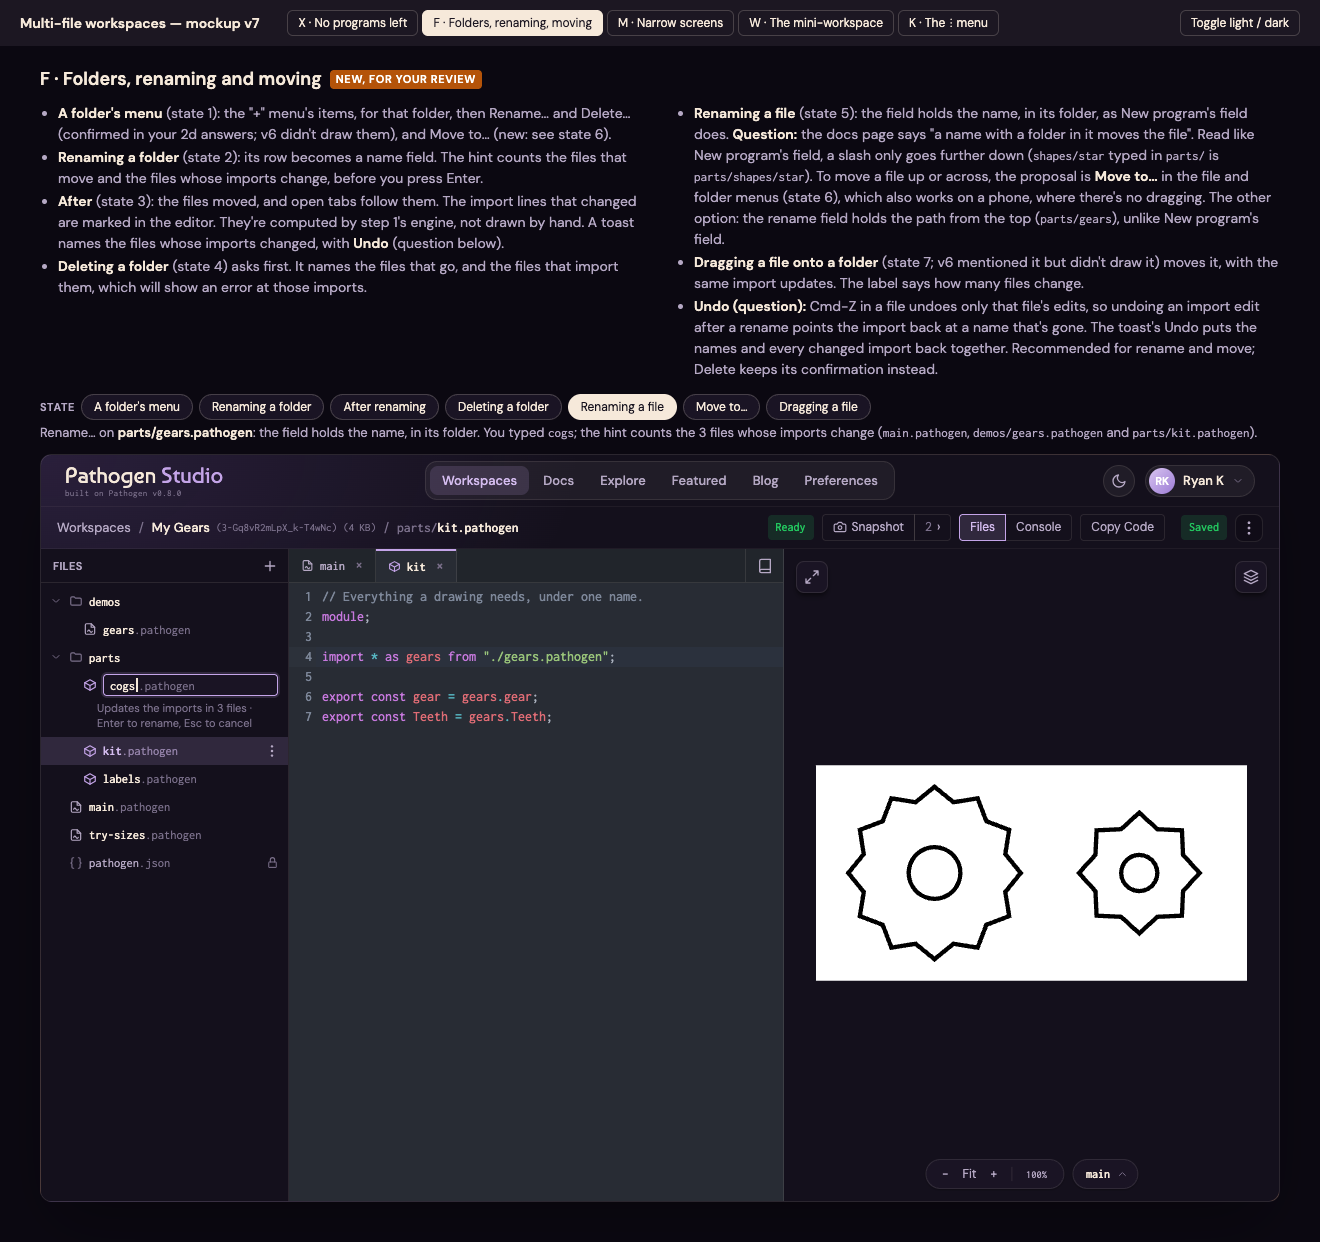 Multi-file workspaces — mockup v7
X · No programs left
F · Folders, renaming, moving
M · Narrow screens
W · The mini-workspace
K · The ⋮ menu
Toggle light / dark
F · Folders, renaming and moving
NEW, FOR YOUR REVIEW
• A folder's menu (state 1): the "+" menu's items, for that folder, then Rename… and Delete…
(confirmed in your 2d answers; v6 didn't draw them), and Move to… (new: see state 6).
• Renaming a folder (state 2): its row becomes a name field. The hint counts the files that
move and the files whose imports change, before you press Enter.
• After (state 3): the files moved, and open tabs follow them. The import lines that changed
are marked in the editor. They're computed by step 1's engine, not drawn by hand. A toast
names the files whose imports changed, with Undo (question below).
• Deleting a folder (state 4) asks first. It names the files that go, and the files that import
them, which will show an error at those imports.
• Renaming a file (state 5): the field holds the name, in its folder, as New program's field
does. Question: the docs page says "a name with a folder in it moves the file". Read like
New program's field, a slash only goes further down (shapes/star typed in parts/ is
parts/shapes/star). To move a file up or across, the proposal is Move to… in the file and
folder menus (state 6), which also works on a phone, where there's no dragging. The other
option: the rename field holds the path from the top (parts/gears), unlike New program's
field.
• Dragging a file onto a folder (state 7; v6 mentioned it but didn't draw it) moves it, with the
same import updates. The label says how many files change.
• Undo (question): Cmd-Z in a file undoes only that file's edits, so undoing an import edit
after a rename points the import back at a name that's gone. The toast's Undo puts the
names and every changed import back together. Recommended for rename and move;
Delete keeps its confirmation instead.
STATE
A folder's menu
Renaming a folder
After renaming
Deleting a folder
Renaming a file
Move to…
Dragging a file
Rename… on parts/gears.pathogen: the field holds the name, in its folder. You typed cogs; the hint counts the 3 files whose imports change (main.pathogen, demos/gears.pathogen and parts/kit.pathogen).
Pathogen Studio
built on Pathogen v0.8.0
Workspaces
Docs
Explore
Featured
Blog
Preferences
RK
Ryan K
Workspaces / My Gears (3-Gq8vR2mLpX_k-T4wNc) (4 KB) / parts/kit.pathogen
Ready
Snapshot
2 ›
Files
Console
Copy Code
Saved
⋮
FILES
+
main ×
kit ×
demos
gears.pathogen
parts
cogs.pathogen
Updates the imports in 3 files ·
Enter to rename, Esc to cancel
kit.pathogen
⋮
labels.pathogen
main.pathogen
try-sizes.pathogen
{} pathogen.json
1 // Everything a drawing needs, under one name.
2 module;
3
4 import * as gears from "./gears.pathogen";
5
6 export const gear = gears.gear;
7 export const Teeth = gears.Teeth;
− Fit + 100%
main